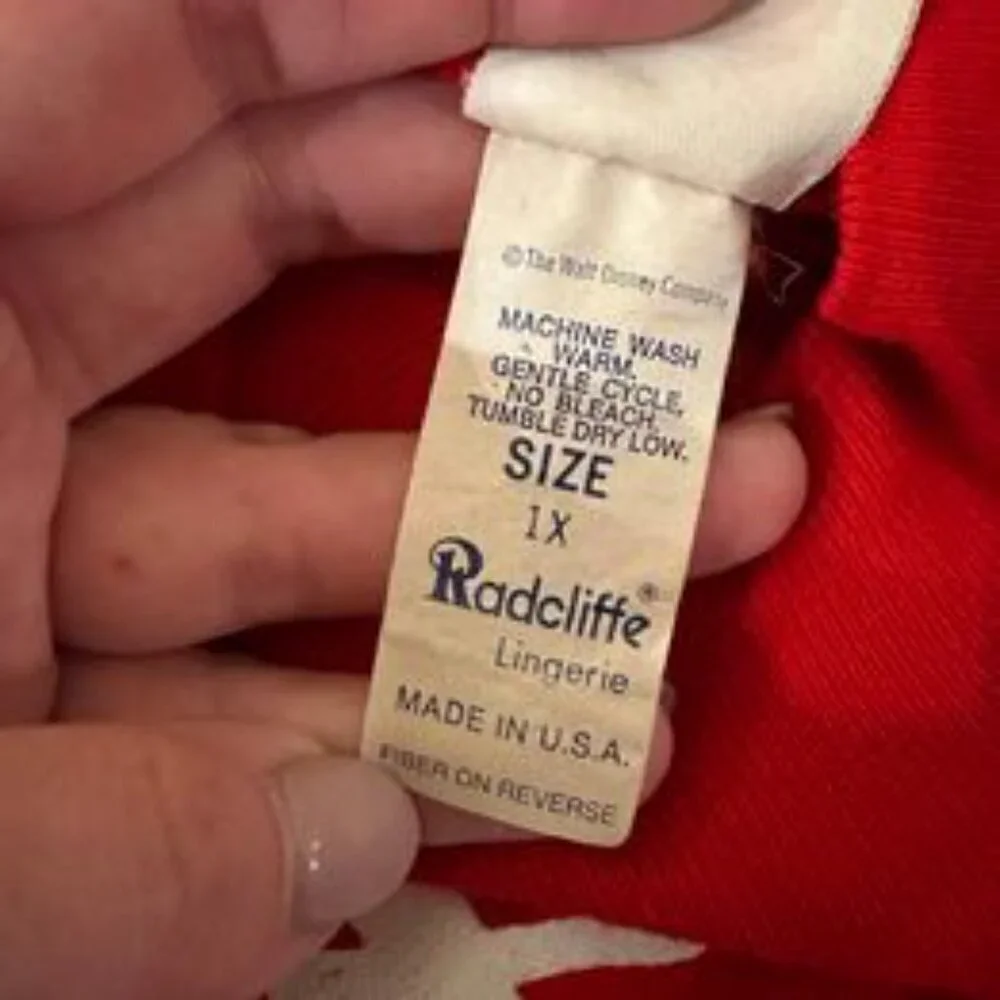 © The Walt Disney Company
MACHINE WASH
WARM.
GENTLE CYCLE,
NO BLEACH,
TUMBLE DRY LOW.
SIZE
1X
Radcliffe®
Lingerie
MADE IN U.S.A.
FIBER ON REVERSE